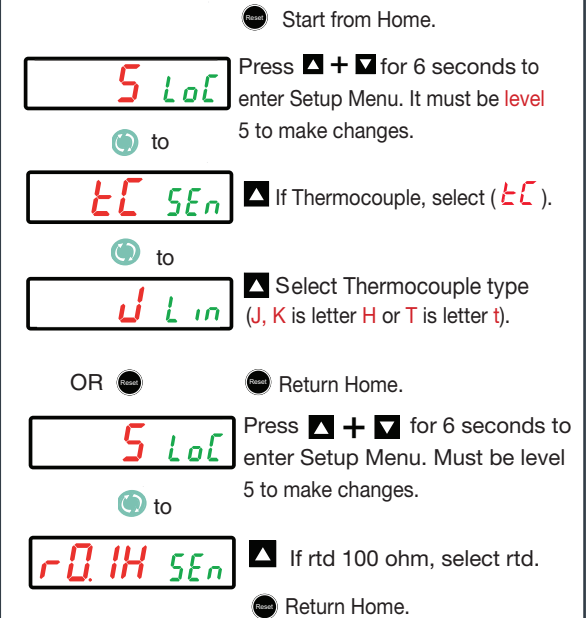 Reset Start from Home.
5 LoC
Press + for 6 seconds to
enter Setup Menu. It must be level
5 to make changes.
to
tC SEn
If Thermocouple, select ( tC ).
to
J Lin
Select Thermocouple type
(J, K is letter H or T is letter t).
OR Reset
Reset Return Home.
5 LoC
Press + for 6 seconds to
enter Setup Menu. Must be level
5 to make changes.
to
r0.1H SEn
If rtd 100 ohm, select rtd.
Reset Return Home.